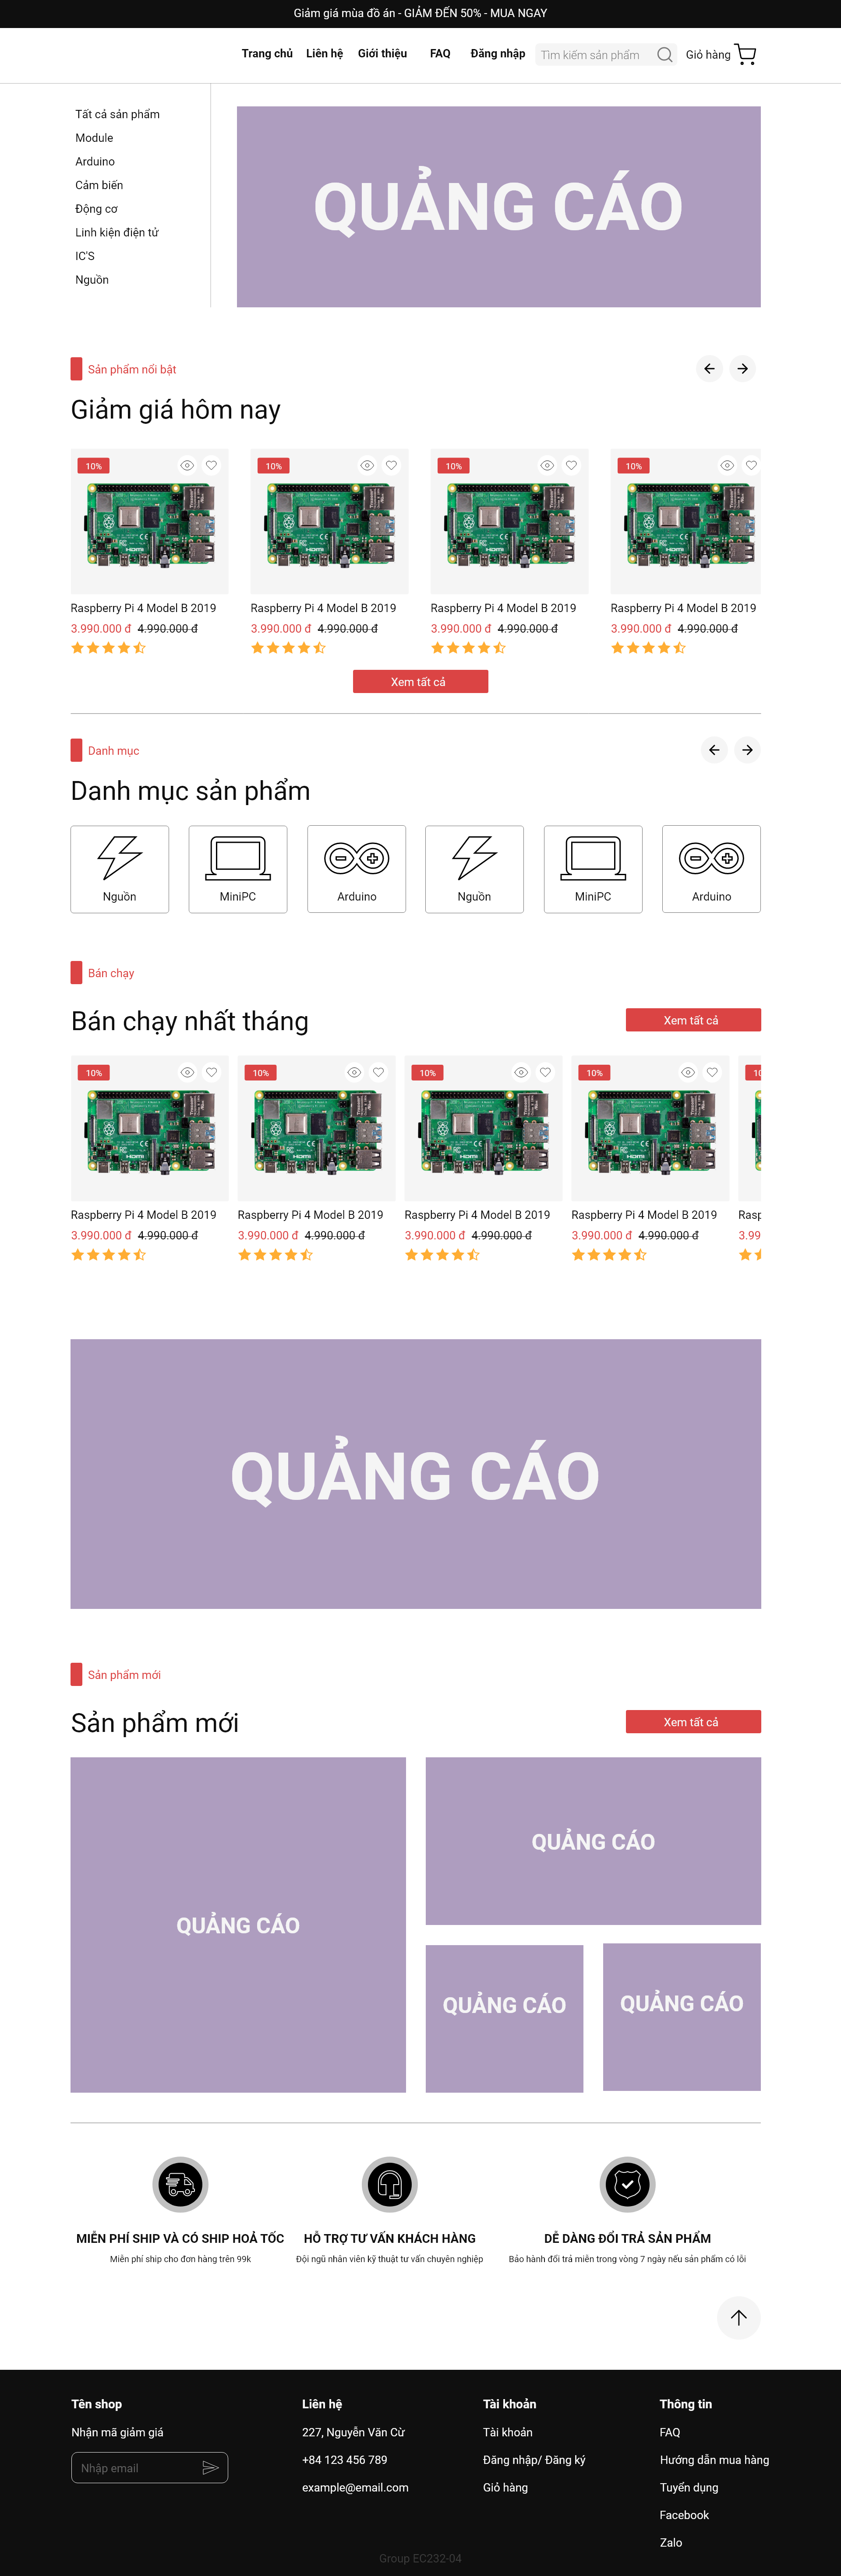 Giảm giá mùa đồ án - GIẢM ĐẾN 50% - MUA NGAY
Trang chủ Liên hệ Giới thiệu FAQ Đăng nhập Tìm kiếm sản phẩm Giỏ hàng
Tất cả sản phẩm
Module
Arduino
Cảm biến
Động cơ
Linh kiện điện tử
IC'S
Nguồn
QUẢNG CÁO
Sản phẩm nổi bật
Giảm giá hôm nay
10% 10% 10% 10%
Raspberry Pi 4 Model B 2019 Raspberry Pi 4 Model B 2019 Raspberry Pi 4 Model B 2019 Raspberry Pi 4 Model B 2019
3.990.000 đ 4.990.000 đ 3.990.000 đ 4.990.000 đ 3.990.000 đ 4.990.000 đ 3.990.000 đ 4.990.000 đ
Xem tất cả
Danh mục
Danh mục sản phẩm
Nguồn MiniPC Arduino Nguồn MiniPC Arduino
Bán chạy
Bán chạy nhất tháng
Xem tất cả
10% 10% 10% 10% 10
Raspberry Pi 4 Model B 2019 Raspberry Pi 4 Model B 2019 Raspberry Pi 4 Model B 2019 Raspberry Pi 4 Model B 2019 Rasp
3.990.000 đ 4.990.000 đ 3.990.000 đ 4.990.000 đ 3.990.000 đ 4.990.000 đ 3.990.000 đ 4.990.000 đ 3.99
QUẢNG CÁO
Sản phẩm mới
Sản phẩm mới
Xem tất cả
QUẢNG CÁO
QUẢNG CÁO
QUẢNG CÁO
QUẢNG CÁO
MIỄN PHÍ SHIP VÀ CÓ SHIP HOẢ TỐC
Miễn phí ship cho đơn hàng trên 99k
HỖ TRỢ TƯ VẤN KHÁCH HÀNG
Đội ngũ nhân viên kỹ thuật tư vấn chuyên nghiệp
DỄ DÀNG ĐỔI TRẢ SẢN PHẨM
Bảo hành đổi trả miễn trong vòng 7 ngày nếu sản phẩm có lỗi
Tên shop
Nhận mã giảm giá
Nhập email
Liên hệ
227, Nguyễn Văn Cừ
+84 123 456 789
example@email.com
Tài khoản
Tài khoản
Đăng nhập/ Đăng ký
Giỏ hàng
Thông tin
FAQ
Hướng dẫn mua hàng
Tuyển dụng
Facebook
Zalo
Group EC232-04